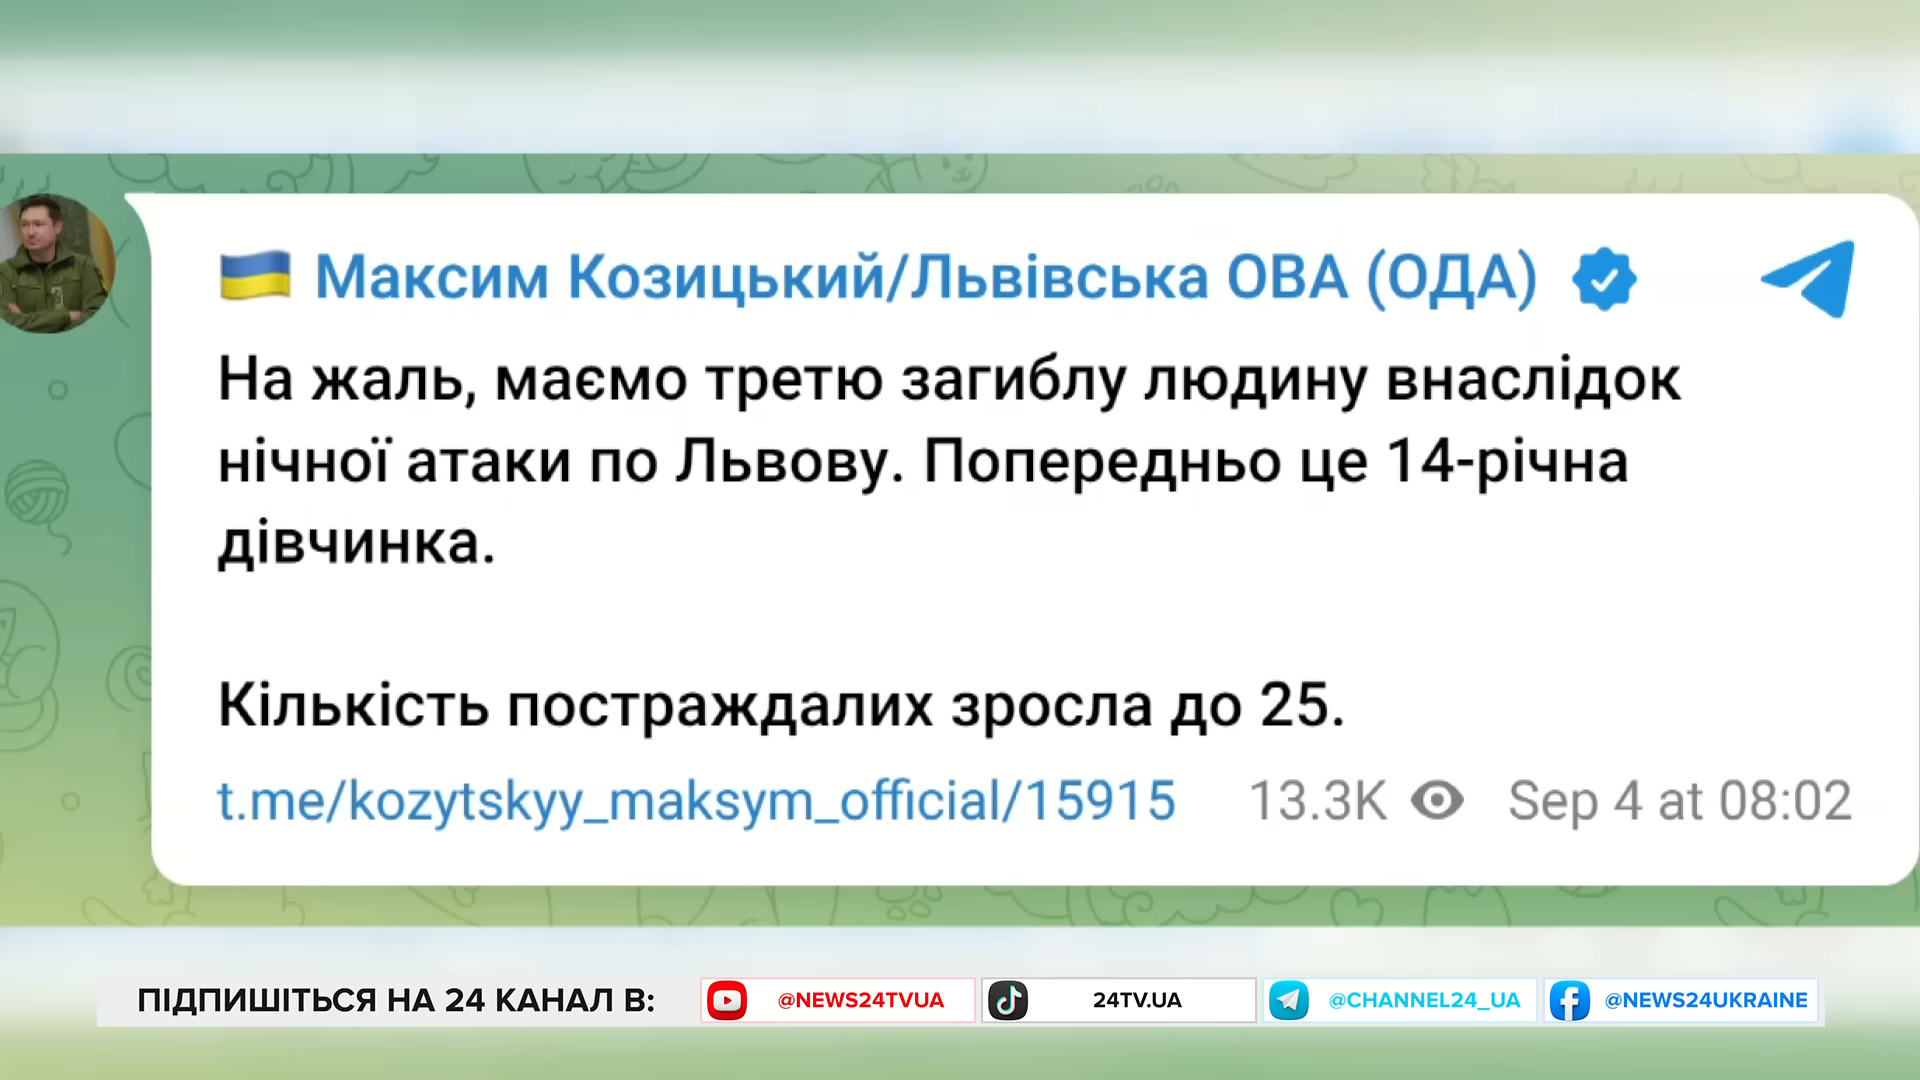 🇺🇦 Максим Козицький/Львівська ОВА (ОДА)
На жаль, маємо третю загиблу людину внаслідок
нічної атаки по Львову. Попередньо це 14-річна
дівчинка.
Кількість постраждалих зросла до 25.
t.me/kozytskyy_maksym_official/15915 13.3K Sep 4 at 08:02
ПІДПИШІТЬСЯ НА 24 КАНАЛ В: @NEWS24TVUA 24TV.UA @CHANNEL24_UA @NEWS24UKRAINE